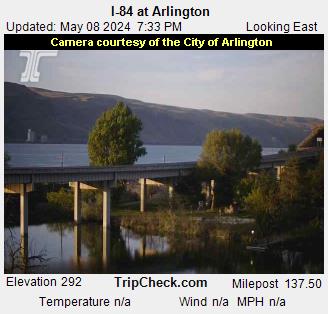 I-84 at Arlington
Updated: May 08 2024 7:33 PM Looking East
Camera courtesy of the City of Arlington
Elevation 292 TripCheck.com Milepost 137.50
Temperature n/a Wind n/a MPH n/a